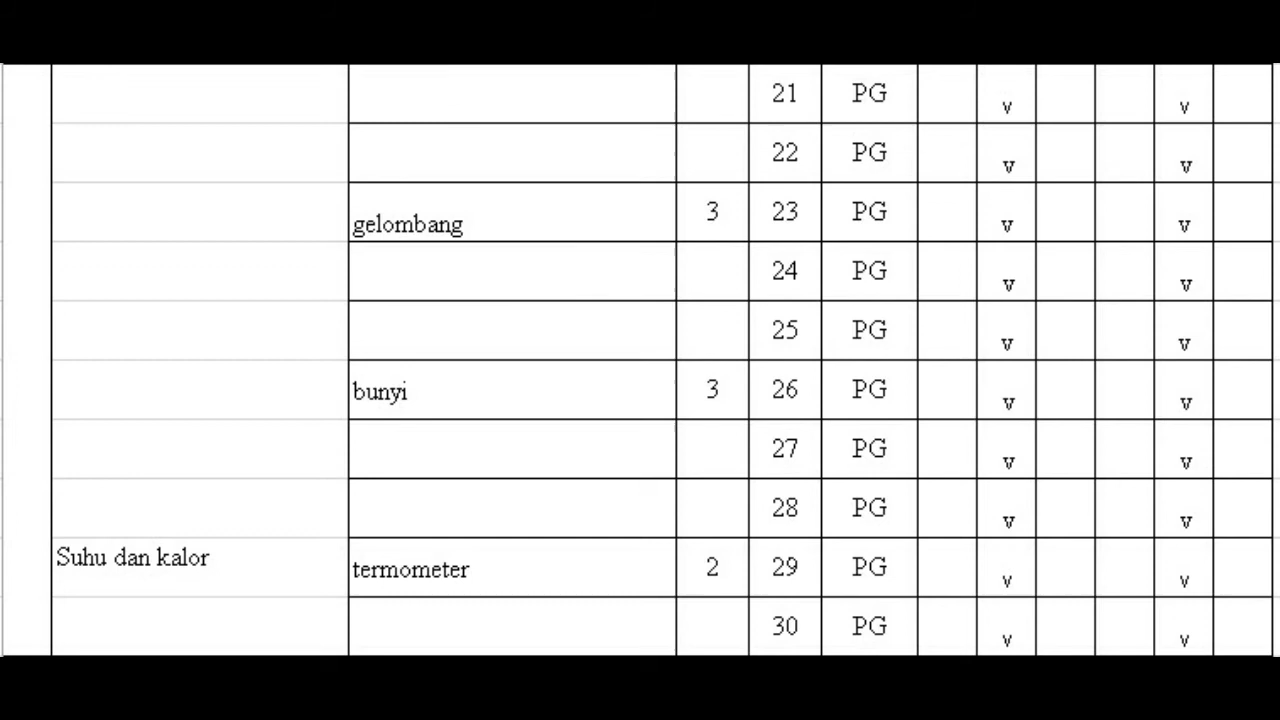 21 PG v v
22 PG v v
gelombang 3 23 PG v v
24 PG v v
25 PG v v
bunyi 3 26 PG v v
27 PG v v
28 PG v v
Suhu dan kalor termometer 2 29 PG v v
30 PG v v